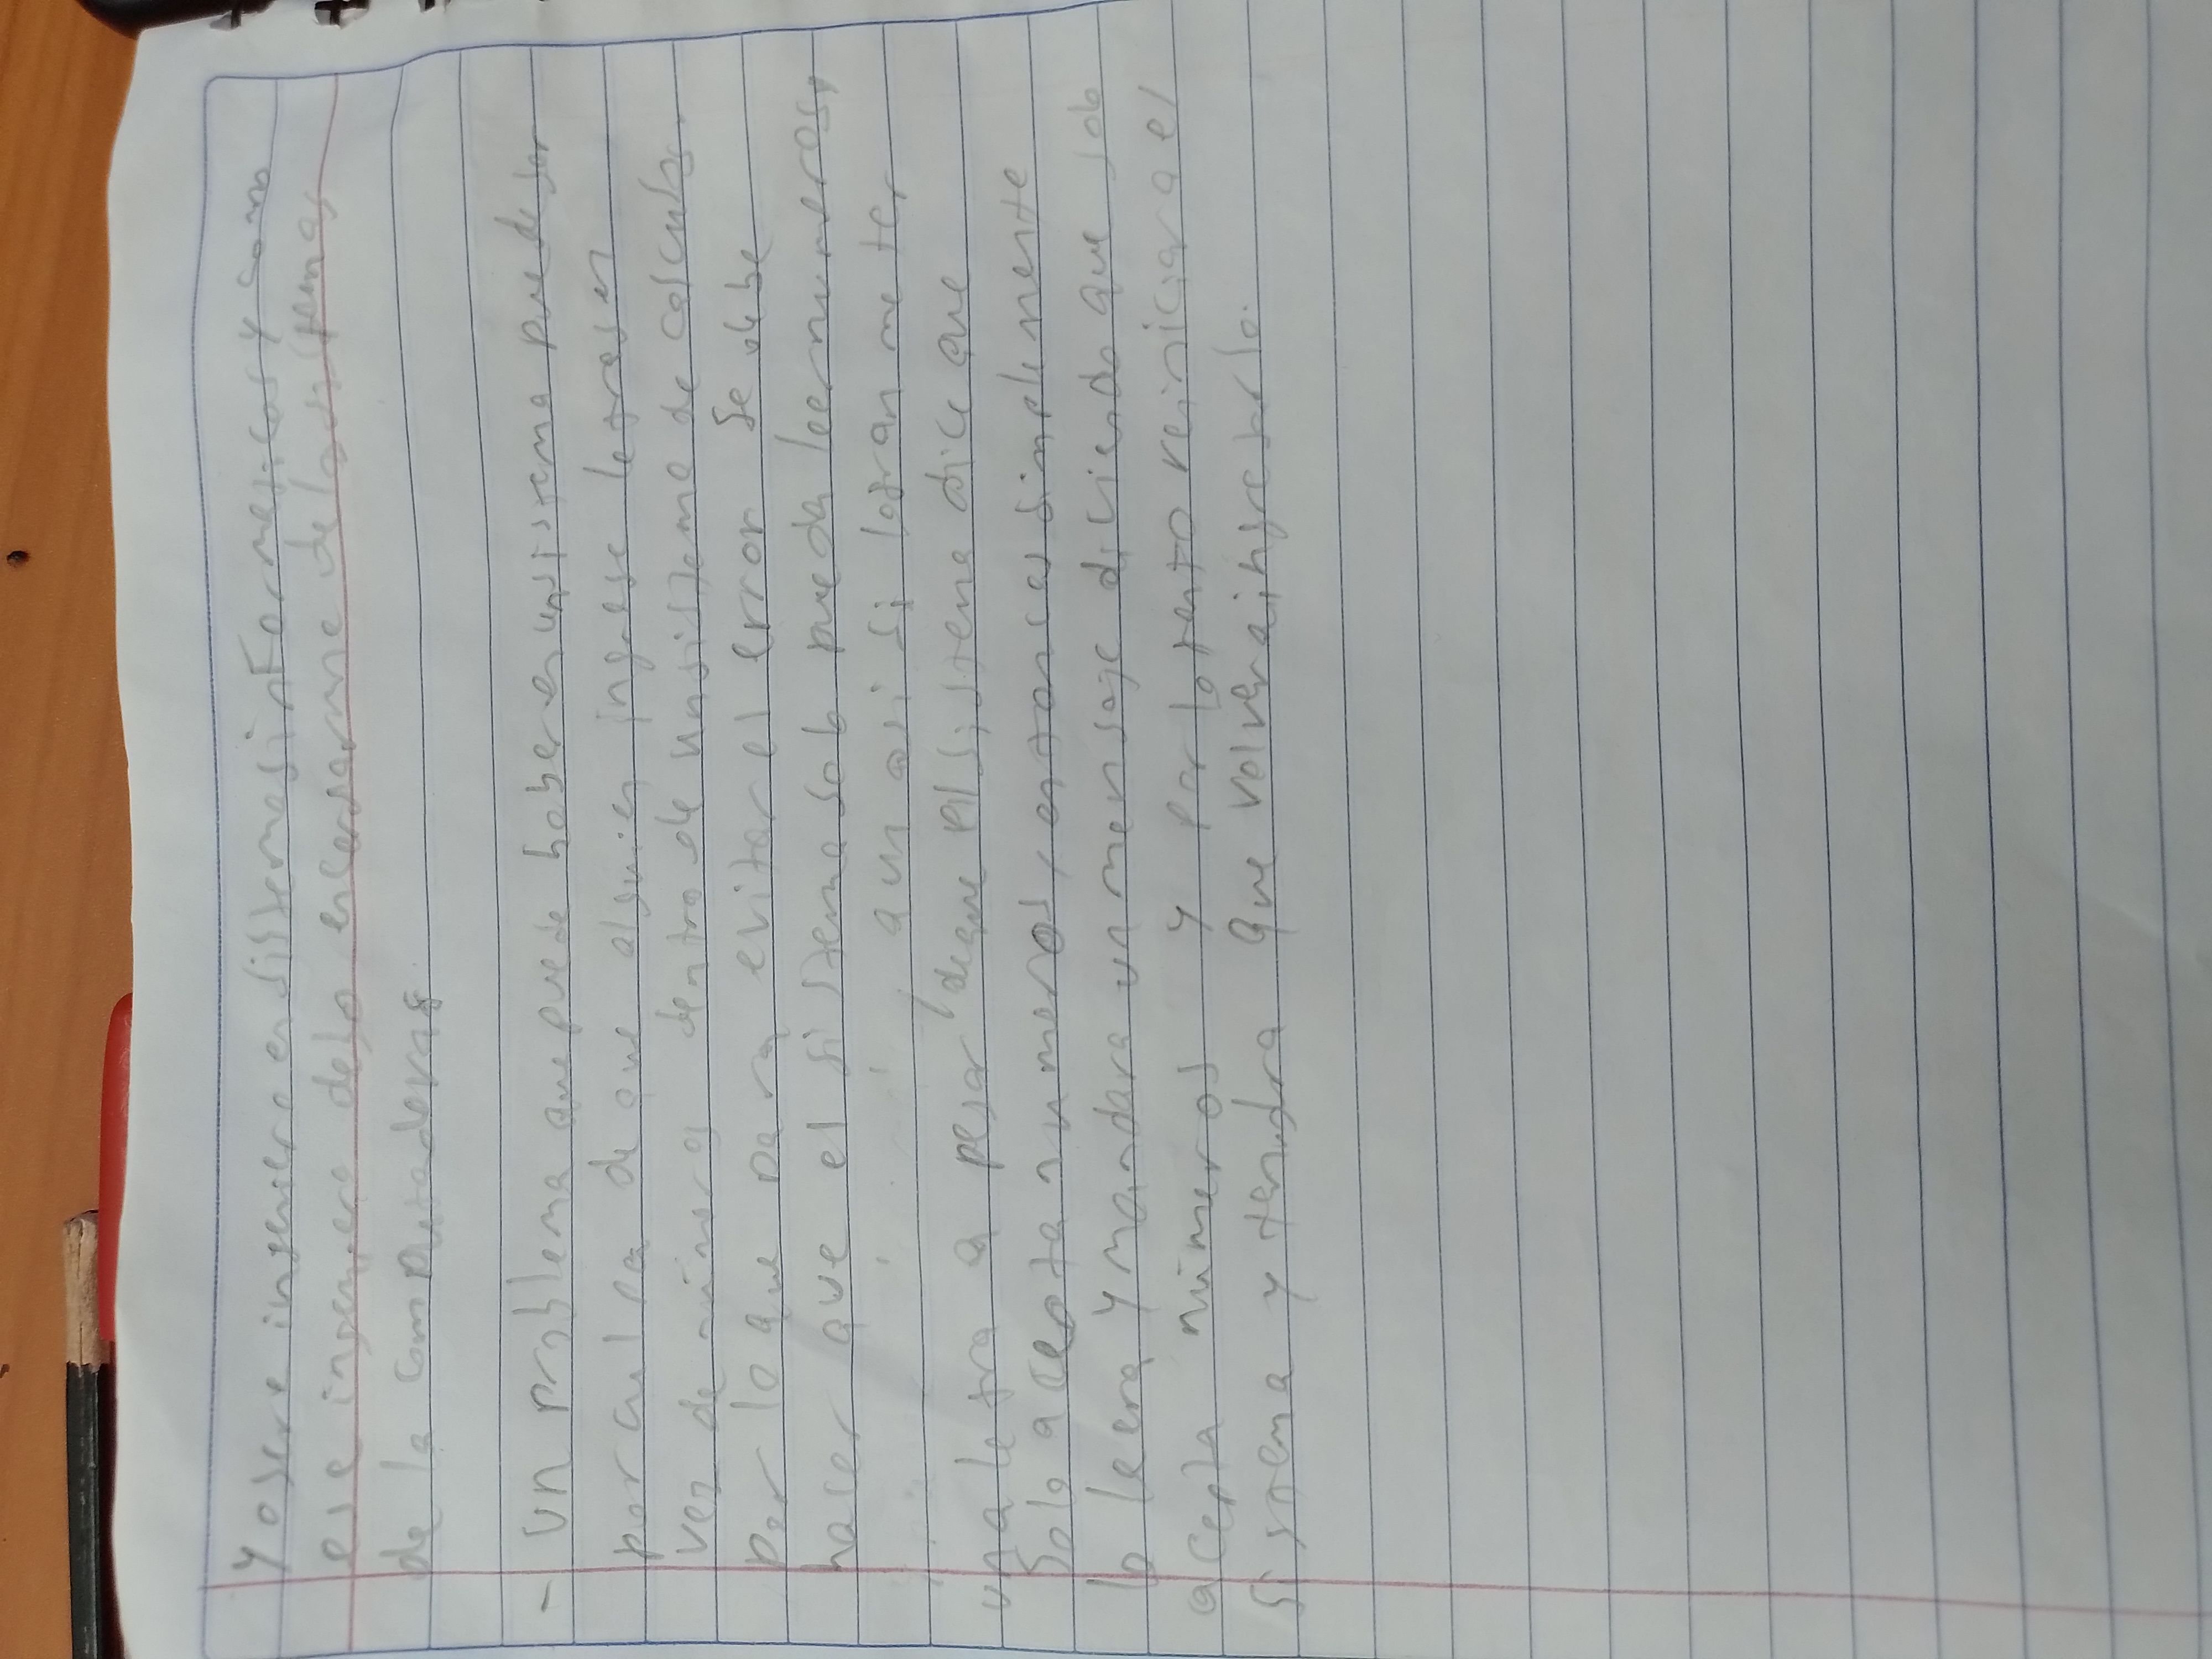 Yo sere ingeniero en sistemas informaticos y como
ese ingeniero debo encargarme de los sistemas
de la computadoras
- Un problema que puede haber en un sistema puede ser
por culpa de que alguien ingrese letras en
vez de números dentro de un sistema de calculos
por lo que para evitar el error se debe
hacer que el sistema solo pueda leer numeros,
, aun asi si logran meter
una letra a pesar de que el sistema dice que
solo acepta numeros, entonces simplemente
lo leera y mandara un mensaje diciendo que solo
acepta números y por lo tanto reiniciara el
sistema y tendra que volver a ingresarlo.